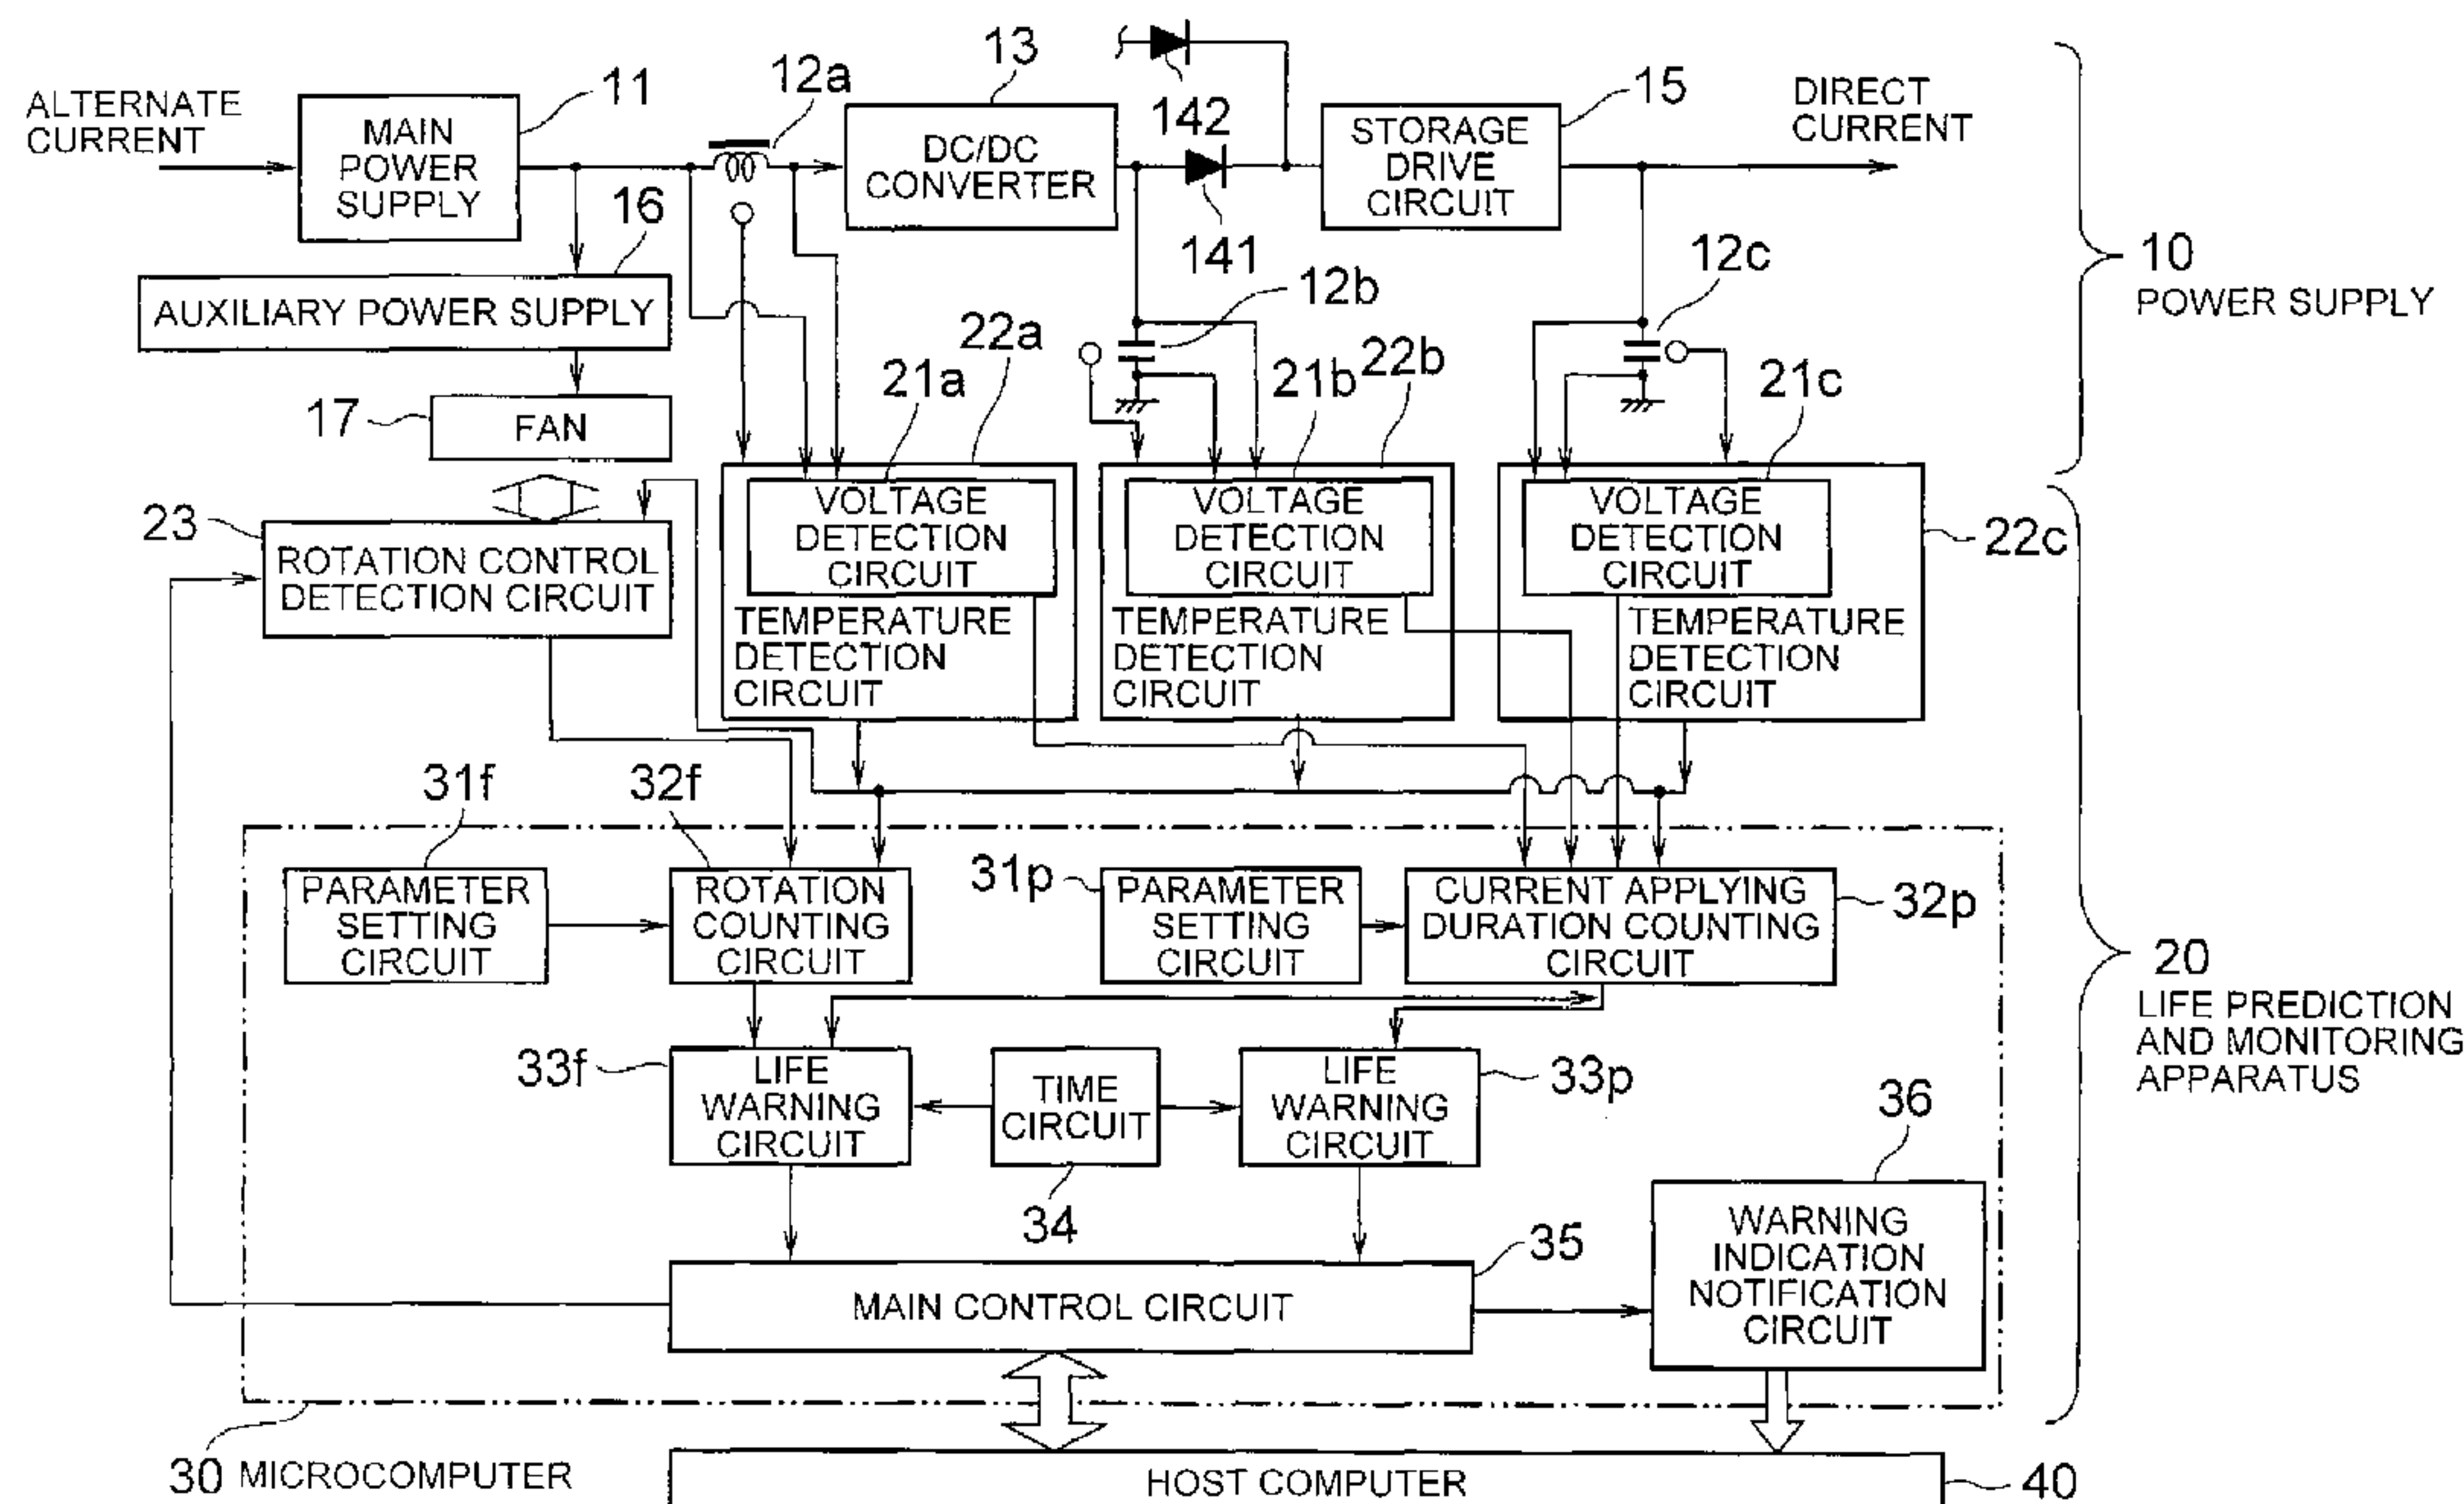 ALTERNATE
CURRENT
11
MAIN
POWER
SUPPLY
12a
13
DC/DC
CONVERTER
142
141
15
STORAGE
DRIVE
CIRCUIT
DIRECT
CURRENT
16
AUXILIARY POWER SUPPLY
17
FAN
12b
12c
10
POWER SUPPLY
22a
21a
21b
22b
21c
22c
23
ROTATION CONTROL
DETECTION CIRCUIT
VOLTAGE
DETECTION
CIRCUIT
TEMPERATURE
DETECTION
CIRCUIT
VOLTAGE
DETECTION
CIRCUIT
TEMPERATURE
DETECTION
CIRCUIT
VOLTAGE
DETECTION
CIRCUIT
TEMPERATURE
DETECTION
CIRCUIT
31f
PARAMETER
SETTING
CIRCUIT
32f
ROTATION
COUNTING
CIRCUIT
31p
PARAMETER
SETTING
CIRCUIT
CURRENT APPLYING
DURATION COUNTING
CIRCUIT
32p
20
LIFE PREDICTION
AND MONITORING
APPARATUS
33f
LIFE
WARNING
CIRCUIT
TIME
CIRCUIT
34
LIFE
WARNING
CIRCUIT
33p
36
WARNING
INDICATION
NOTIFICATION
CIRCUIT
35
MAIN CONTROL CIRCUIT
30 MICROCOMPUTER
HOST COMPUTER
40